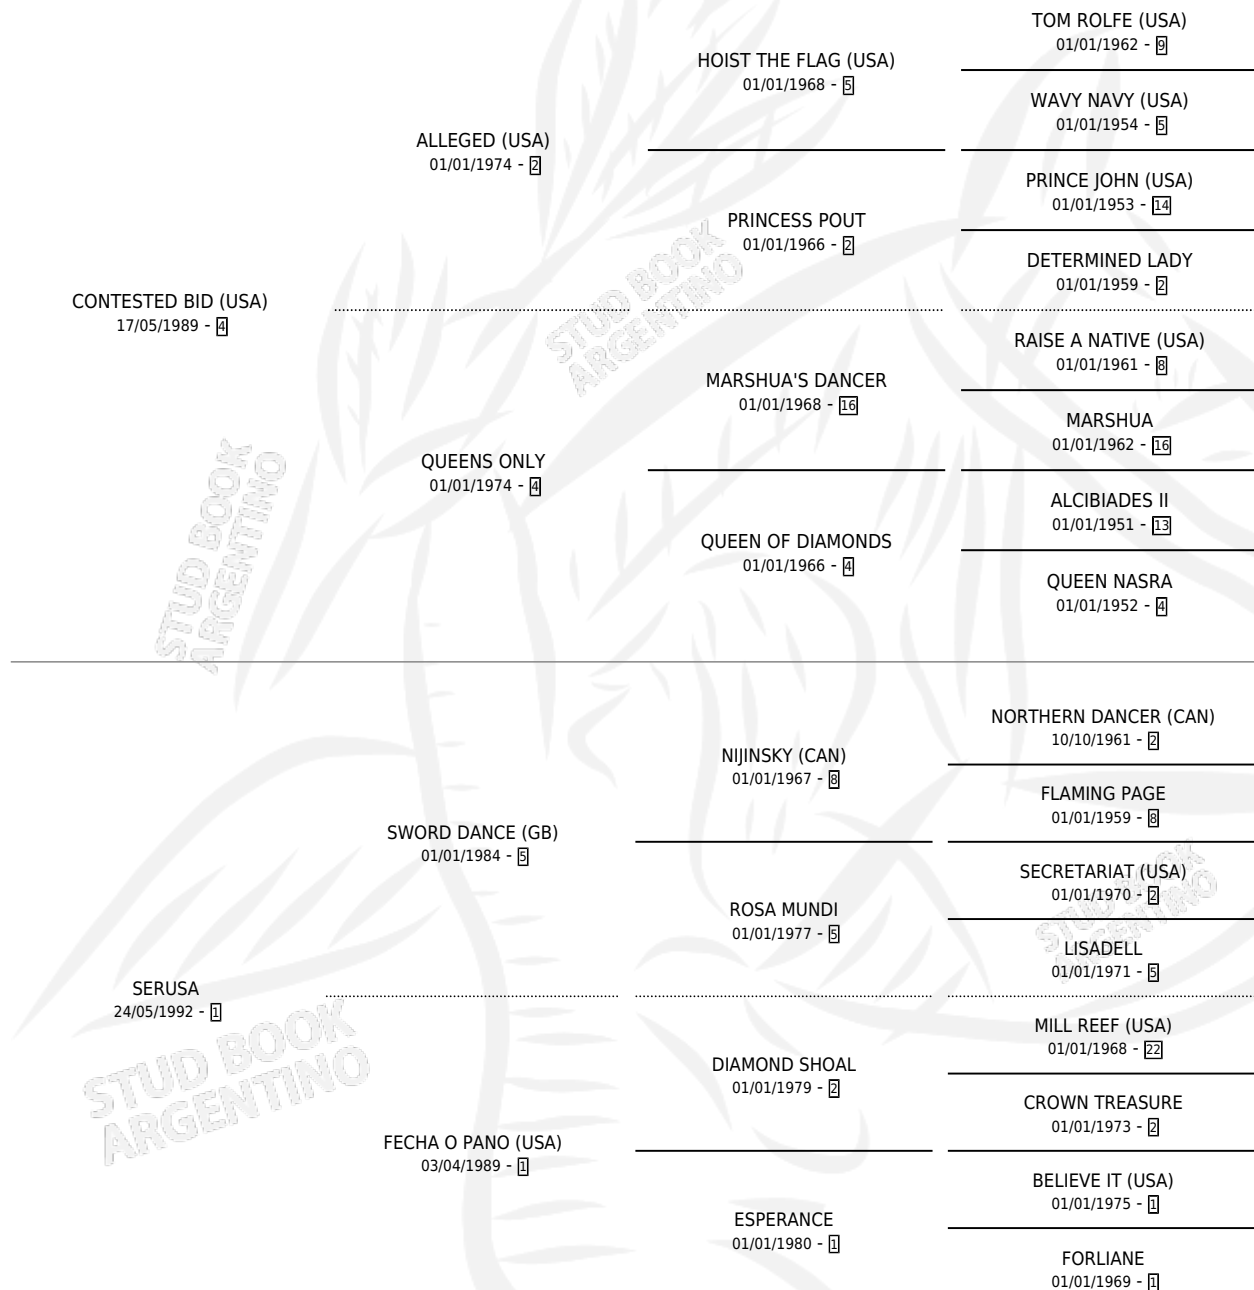 TOM ROLFE (USA)
01/01/1962 - 9
HOIST THE FLAG (USA)
01/01/1968 - 5
WAVY NAVY (USA)
01/01/1954 - 5
ALLEGED (USA)
01/01/1974 - 2
PRINCE JOHN (USA)
01/01/1953 - 14
PRINCESS POUT
01/01/1966 - 2
DETERMINED LADY
01/01/1959 - 2
CONTESTED BID (USA)
17/05/1989 - 4
RAISE A NATIVE (USA)
01/01/1961 - 8
MARSHUA'S DANCER
01/01/1968 - 16
MARSHUA
01/01/1962 - 16
QUEENS ONLY
01/01/1974 - 4
ALCIBIADES II
01/01/1951 - 13
QUEEN OF DIAMONDS
01/01/1966 - 4
QUEEN NASRA
01/01/1952 - 4
NORTHERN DANCER (CAN)
10/10/1961 - 2
NIJINSKY (CAN)
01/01/1967 - 8
FLAMING PAGE
01/01/1959 - 8
SWORD DANCE (GB)
01/01/1984 - 5
SECRETARIAT (USA)
01/01/1970 - 2
ROSA MUNDI
01/01/1977 - 5
LISADELL
01/01/1971 - 5
SERUSA
24/05/1992 - 1
MILL REEF (USA)
01/01/1968 - 22
DIAMOND SHOAL
01/01/1979 - 2
CROWN TREASURE
01/01/1973 - 2
FECHA O PANO (USA)
03/04/1989 - 1
BELIEVE IT (USA)
01/01/1975 - 1
ESPERANCE
01/01/1980 - 1
FORLIANE
01/01/1969 - 1
STUD BOOK
ARGENTINO
STUD BOOK
ARGENTINO
STUD BOOK
ARGENTINO
STUD BOOK
ARGENTINO